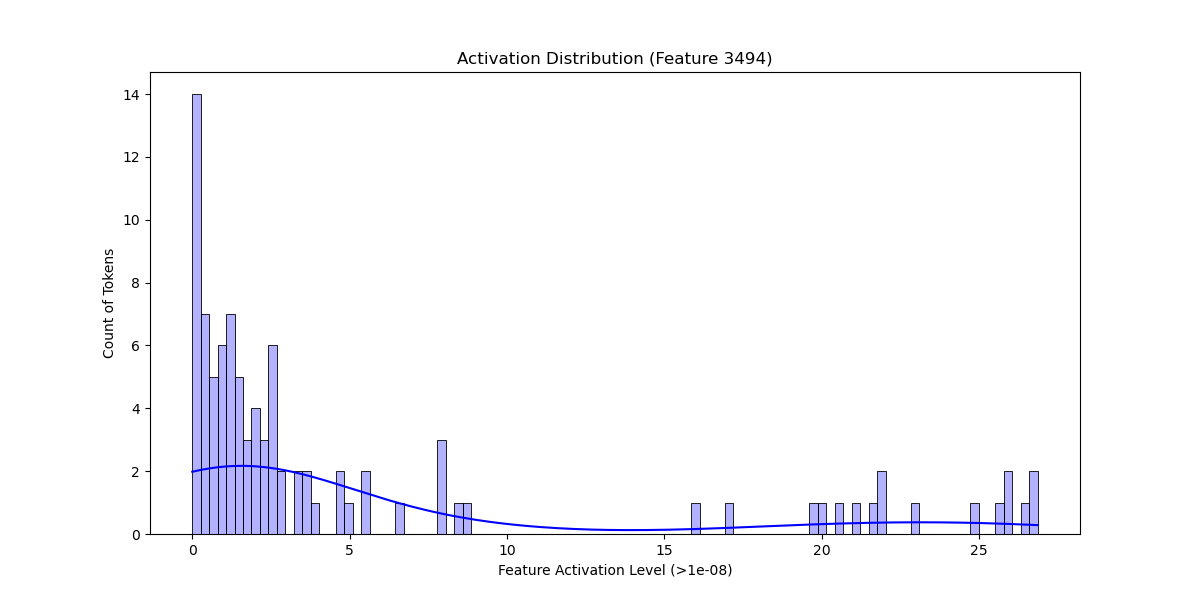 Activation Distribution (Feature 3494)
14
12
10
8
6
4
2
0
Count of Tokens
0 5 10 15 20 25
Feature Activation Level (>1e-08)